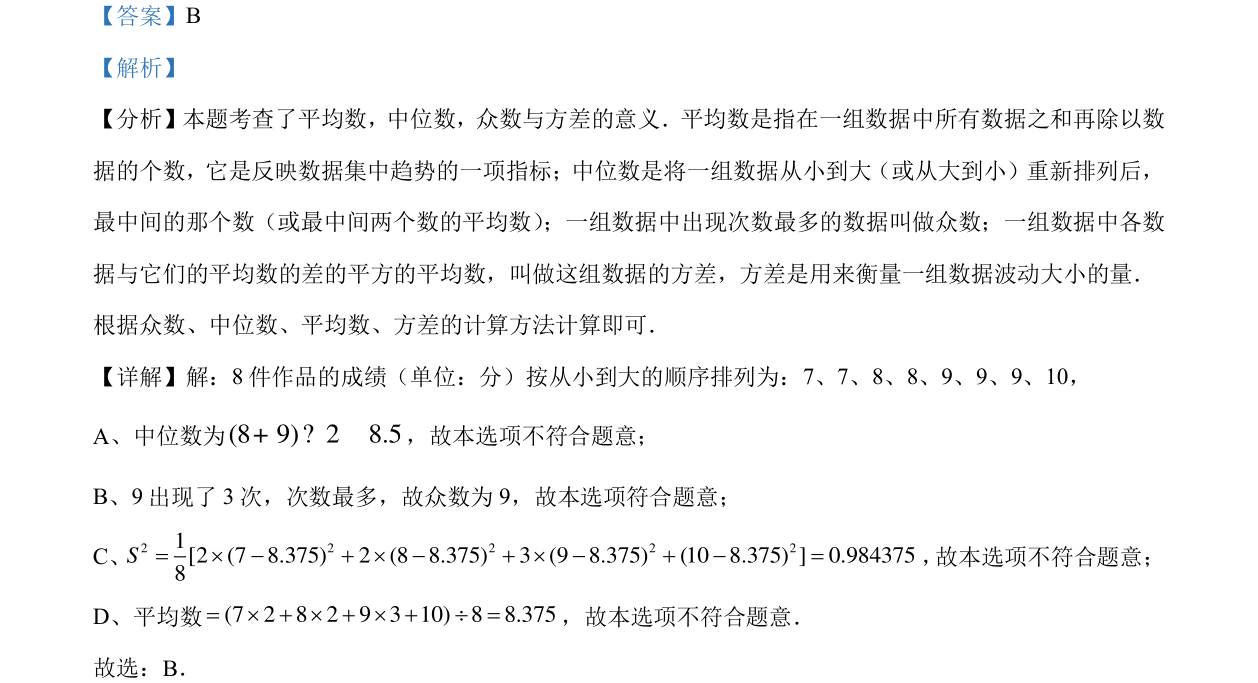 【答案】B
【解析】
【分析】本题考查了平均数，中位数，众数与方差的意义．平均数是指在一组数据中所有数据之和再除以数
据的个数，它是反映数据集中趋势的一项指标；中位数是将一组数据从小到大（或从大到小）重新排列后，
最中间的那个数（或最中间两个数的平均数）；一组数据中出现次数最多的数据叫做众数；一组数据中各数
据与它们的平均数的差的平方的平均数，叫做这组数据的方差，方差是用来衡量一组数据波动大小的量．
根据众数、中位数、平均数、方差的计算方法计算即可．
【详解】解：8 件作品的成绩（单位：分）按从小到大的顺序排列为：7、7、8、8、9、9、9、10，
A、中位数为(8+ 9)? 2　8.5，故本选项不符合题意；
B、9 出现了 3 次，次数最多，故众数为 9，故本选项符合题意；
C、S² = 1/8[2×(7−8.375)² + 2×(8−8.375)² + 3×(9−8.375)² + (10−8.375)²] = 0.984375，故本选项不符合题意；
D、平均数=(7×2+8×2+9×3+10)÷8=8.375，故本选项不符合题意．
故选：B．